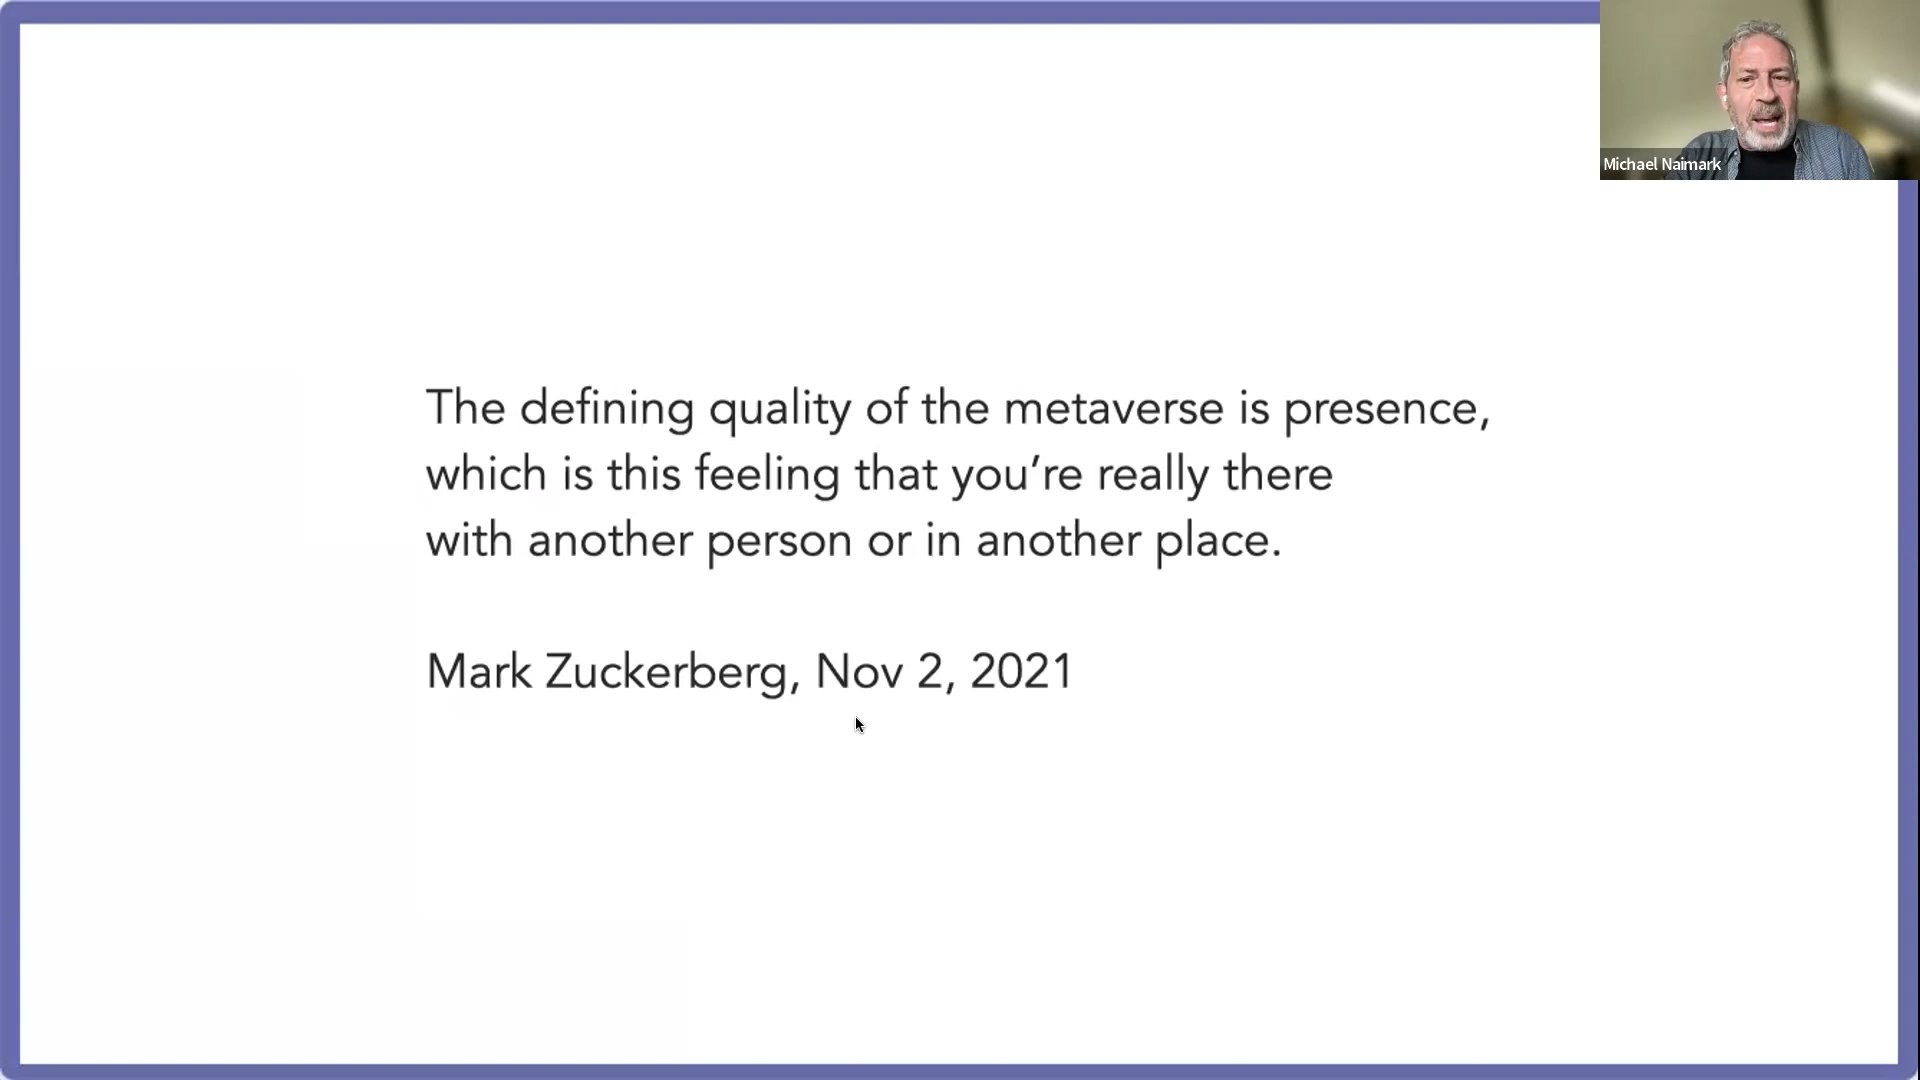 Michael Naimark
The defining quality of the metaverse is presence,
which is this feeling that you’re really there
with another person or in another place.
Mark Zuckerberg, Nov 2, 2021